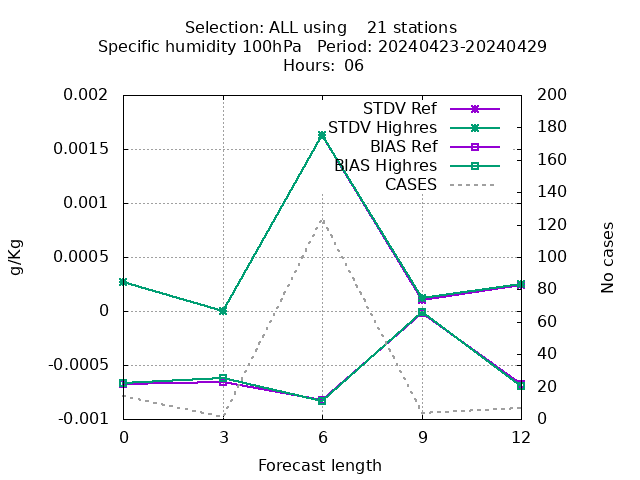 Selection: ALL using    21 stations
Specific humidity 100hPa   Period: 20240423-20240429
Hours:  06
STDV Ref
STDV Highres
BIAS Ref
BIAS Highres
CASES
0.002
0.0015
0.001
0.0005
0
-0.0005
-0.001
200
180
160
140
120
100
80
60
40
20
0
g/Kg
No cases
0
3
6
9
12
Forecast length